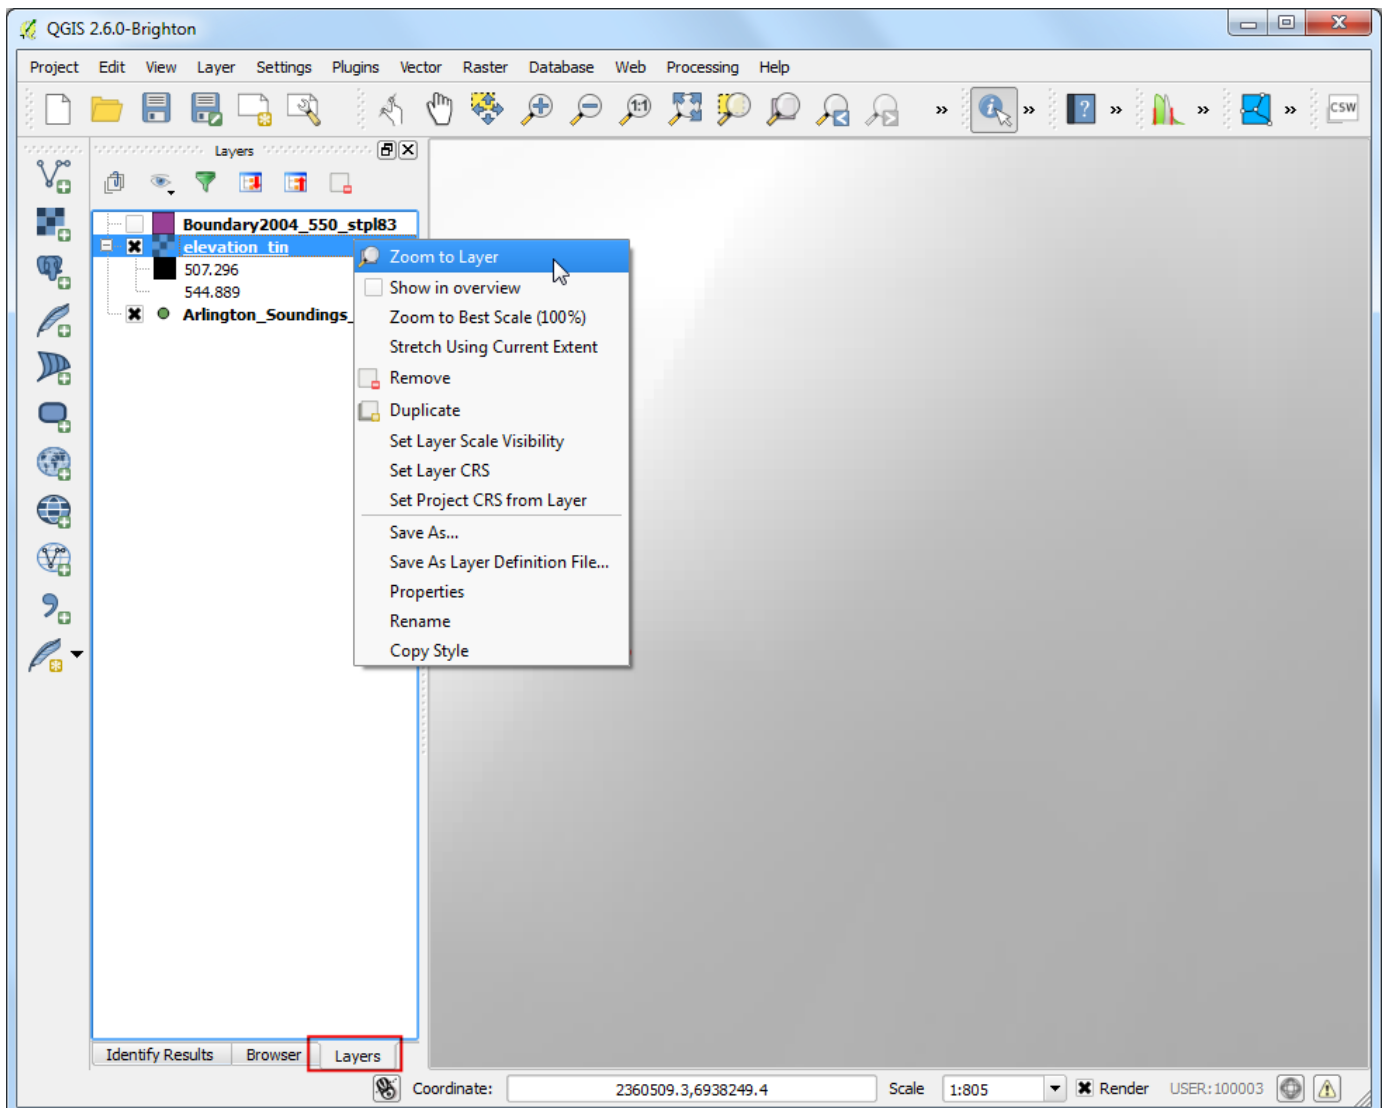 QGIS 2.6.0-Brighton
Project Edit View Layer Settings Plugins Vector Raster Database Web Processing Help
1:1 » » ? » » » CSW
Layers
Boundary2004_550_stpl83
elevation_tin
507.296
544.889
Arlington_Soundings_
Zoom to Layer
Show in overview
Zoom to Best Scale (100%)
Stretch Using Current Extent
Remove
Duplicate
Set Layer Scale Visibility
Set Layer CRS
Set Project CRS from Layer
Save As...
Save As Layer Definition File...
Properties
Rename
Copy Style
Identify Results Browser Layers
Coordinate: 2360509.3,6938249.4 Scale 1:805 Render USER:100003